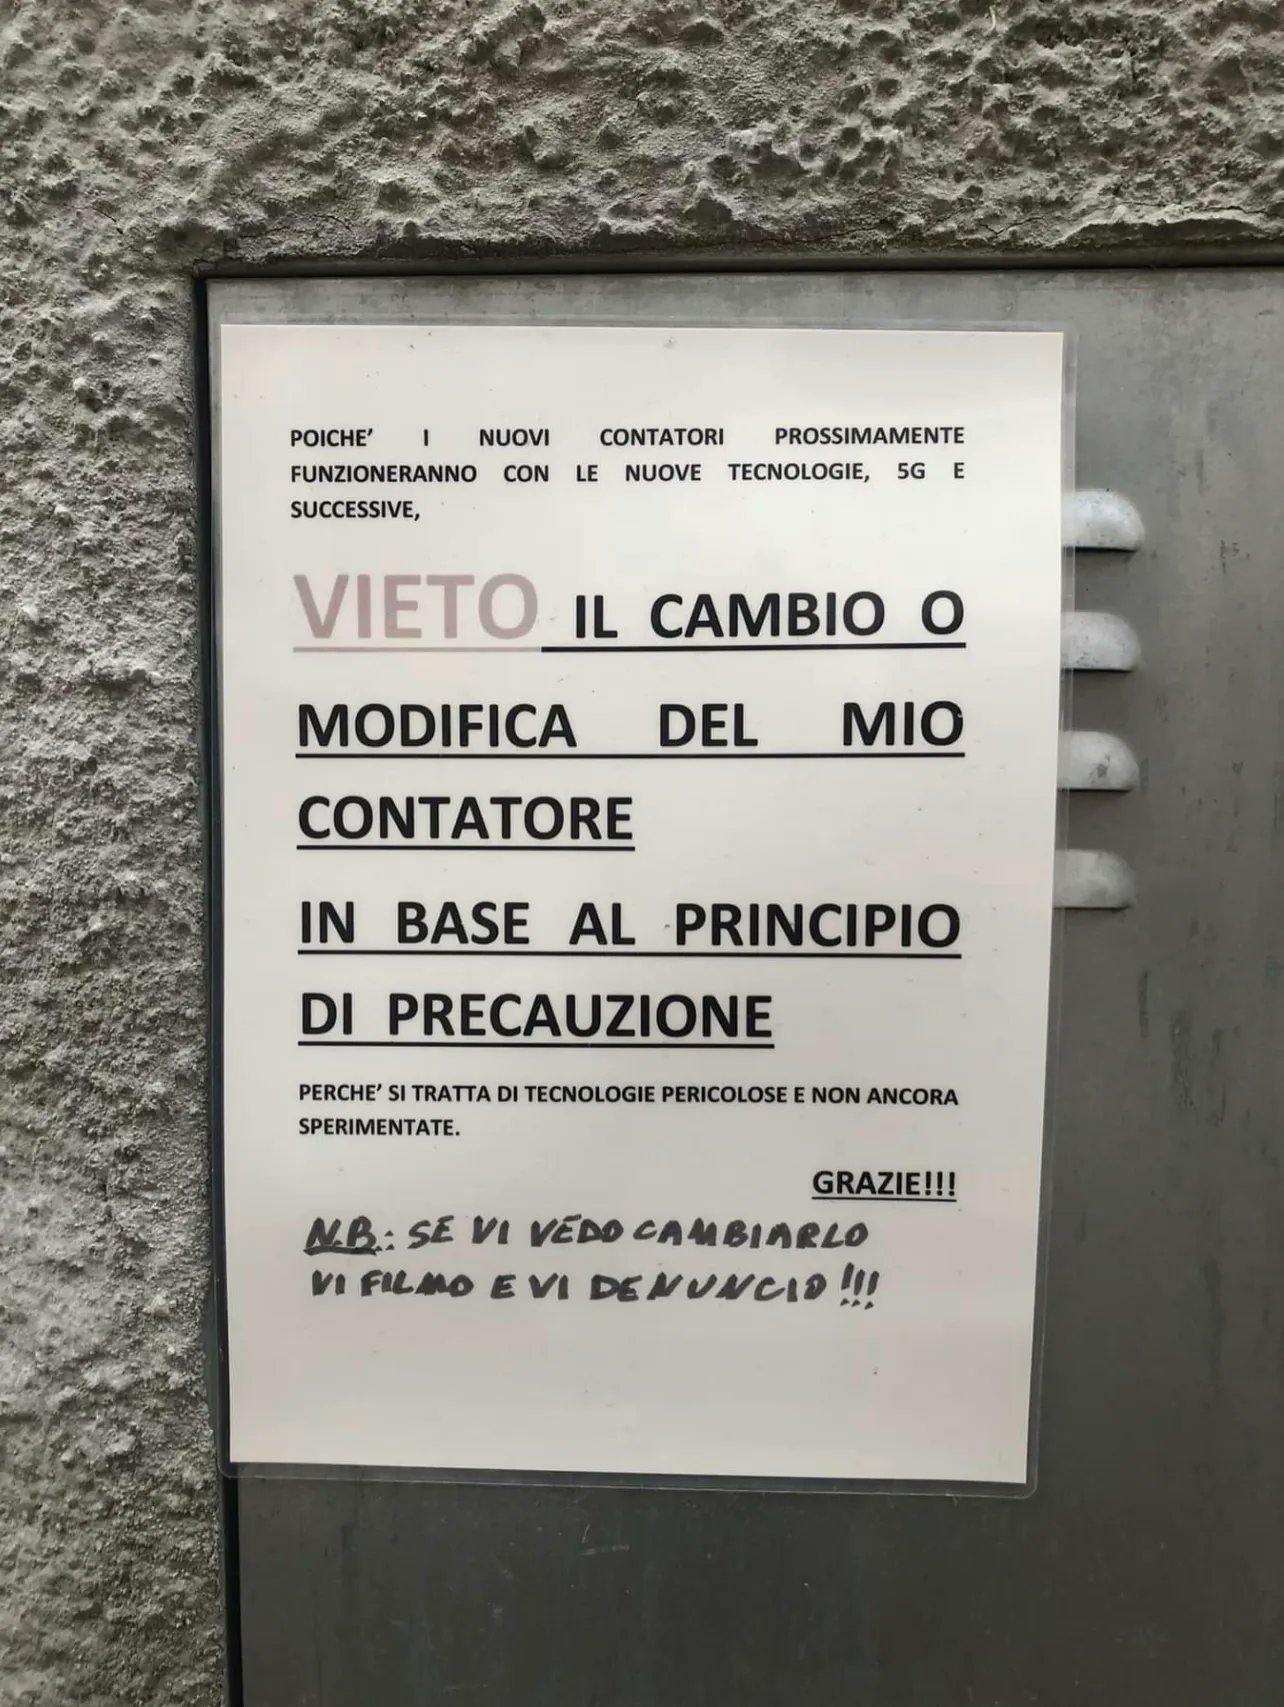 POICHE' I NUOVI CONTATORI PROSSIMAMENTE
FUNZIONERANNO CON LE NUOVE TECNOLOGIE, 5G E
SUCCESSIVE,
VIETO IL CAMBIO O
MODIFICA DEL MIO
CONTATORE
IN BASE AL PRINCIPIO
DI PRECAUZIONE
PERCHE' SI TRATTA DI TECNOLOGIE PERICOLOSE E NON ANCORA
SPERIMENTATE.
GRAZIE!!!
N.B.: SE VI VEDO CAMBIARLO
VI FILMO E VI DENUNCIO!!!